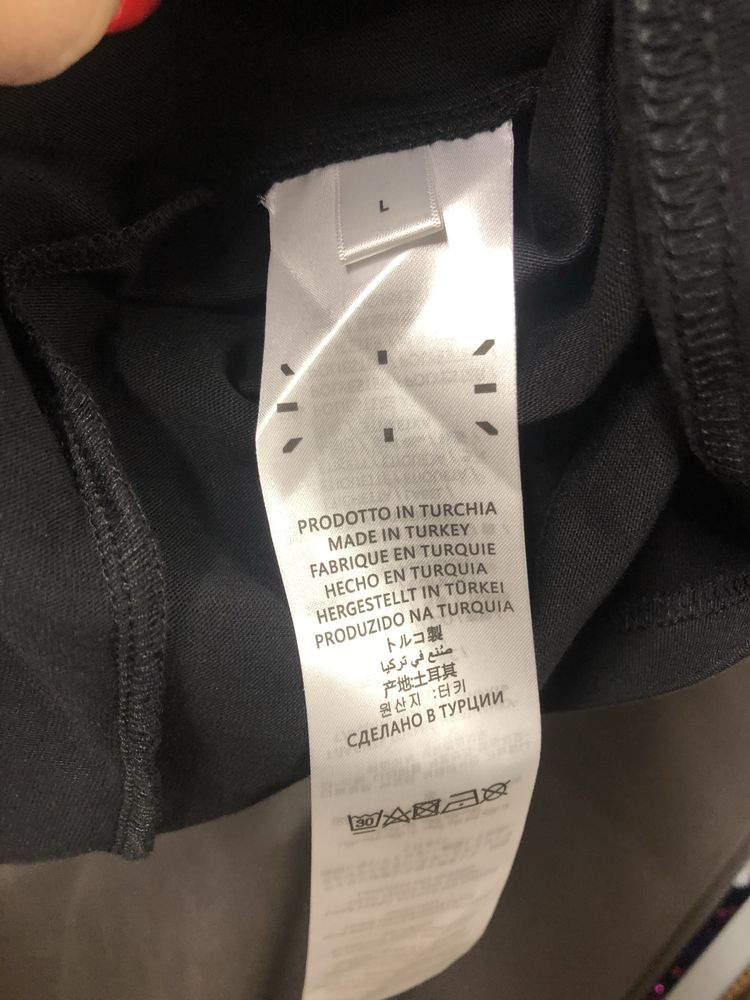 L
PRODOTTO IN TURCHIA
MADE IN TURKEY
FABRIQUE EN TURQUIE
HECHO EN TURQUIA
HERGESTELLT IN TÜRKEI
PRODUZIDO NA TURQUIA
トルコ製
صُنع في تركيا
产地:土耳其
원산지 :터키
СДЕЛАНО В ТУРЦИИ
30